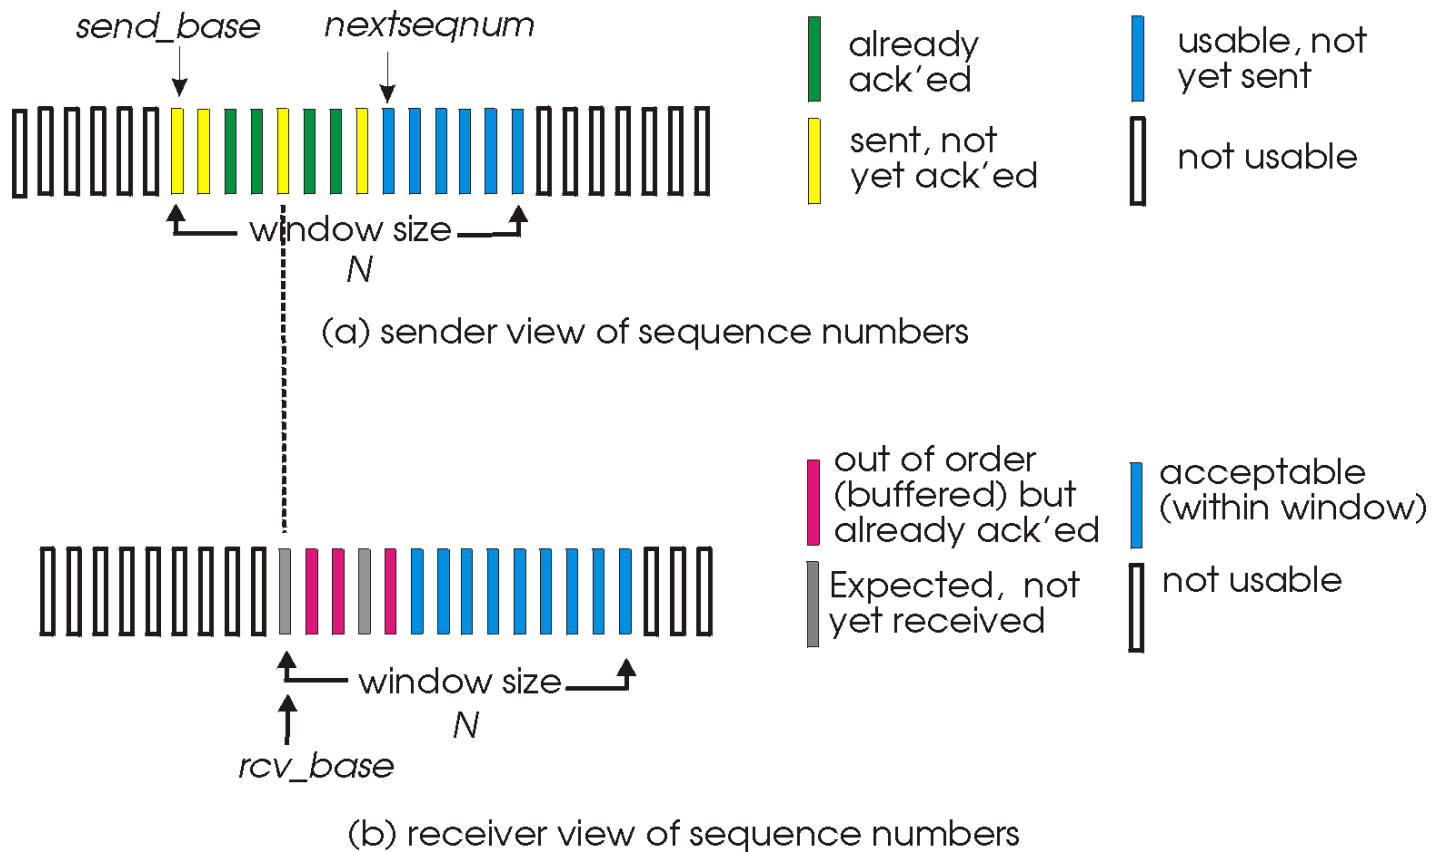 send_base
nextseqnum
already
ack'ed
usable, not
yet sent
sent, not
yet ack'ed
not usable
window size
N
(a) sender view of sequence numbers
out of order
(buffered) but
already ack'ed
acceptable
(within window)
Expected, not
yet received
not usable
window size
N
rcv_base
(b) receiver view of sequence numbers